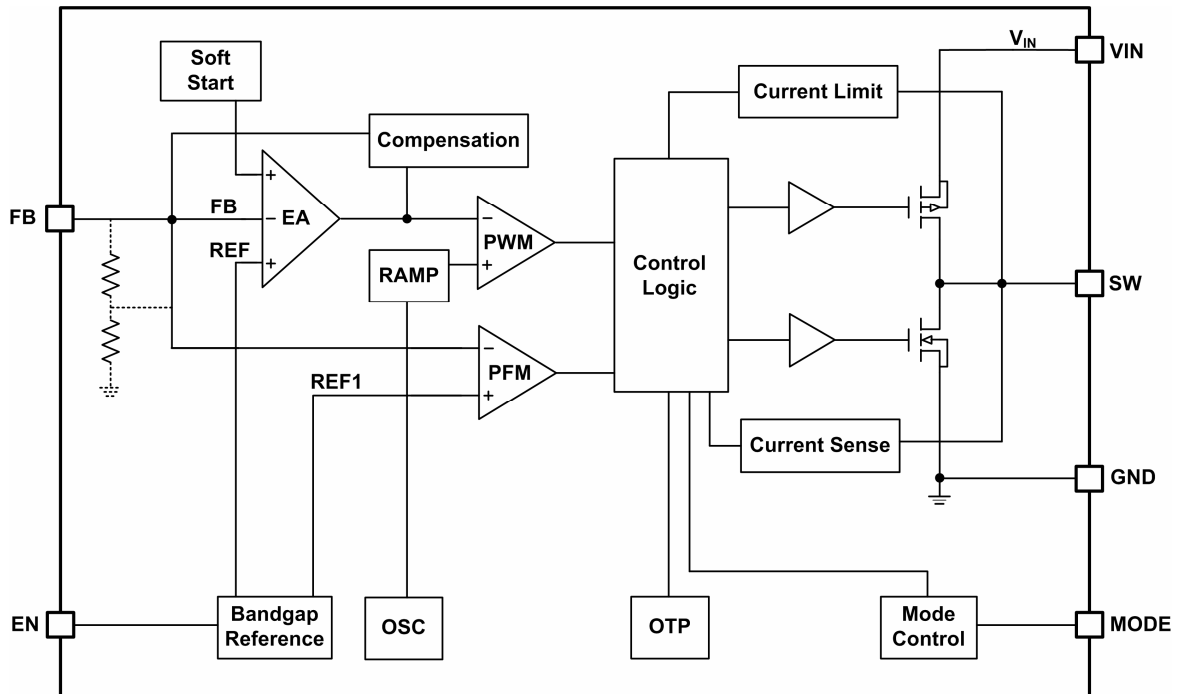 Soft
Start
V_IN
VIN
Current Limit
Compensation
+
FB
FB
−
EA
REF
+
−
PWM
+
RAMP
Control
Logic
SW
−
PFM
REF1
+
Current Sense
GND
EN
Bandgap
Reference
OSC
OTP
Mode
Control
MODE